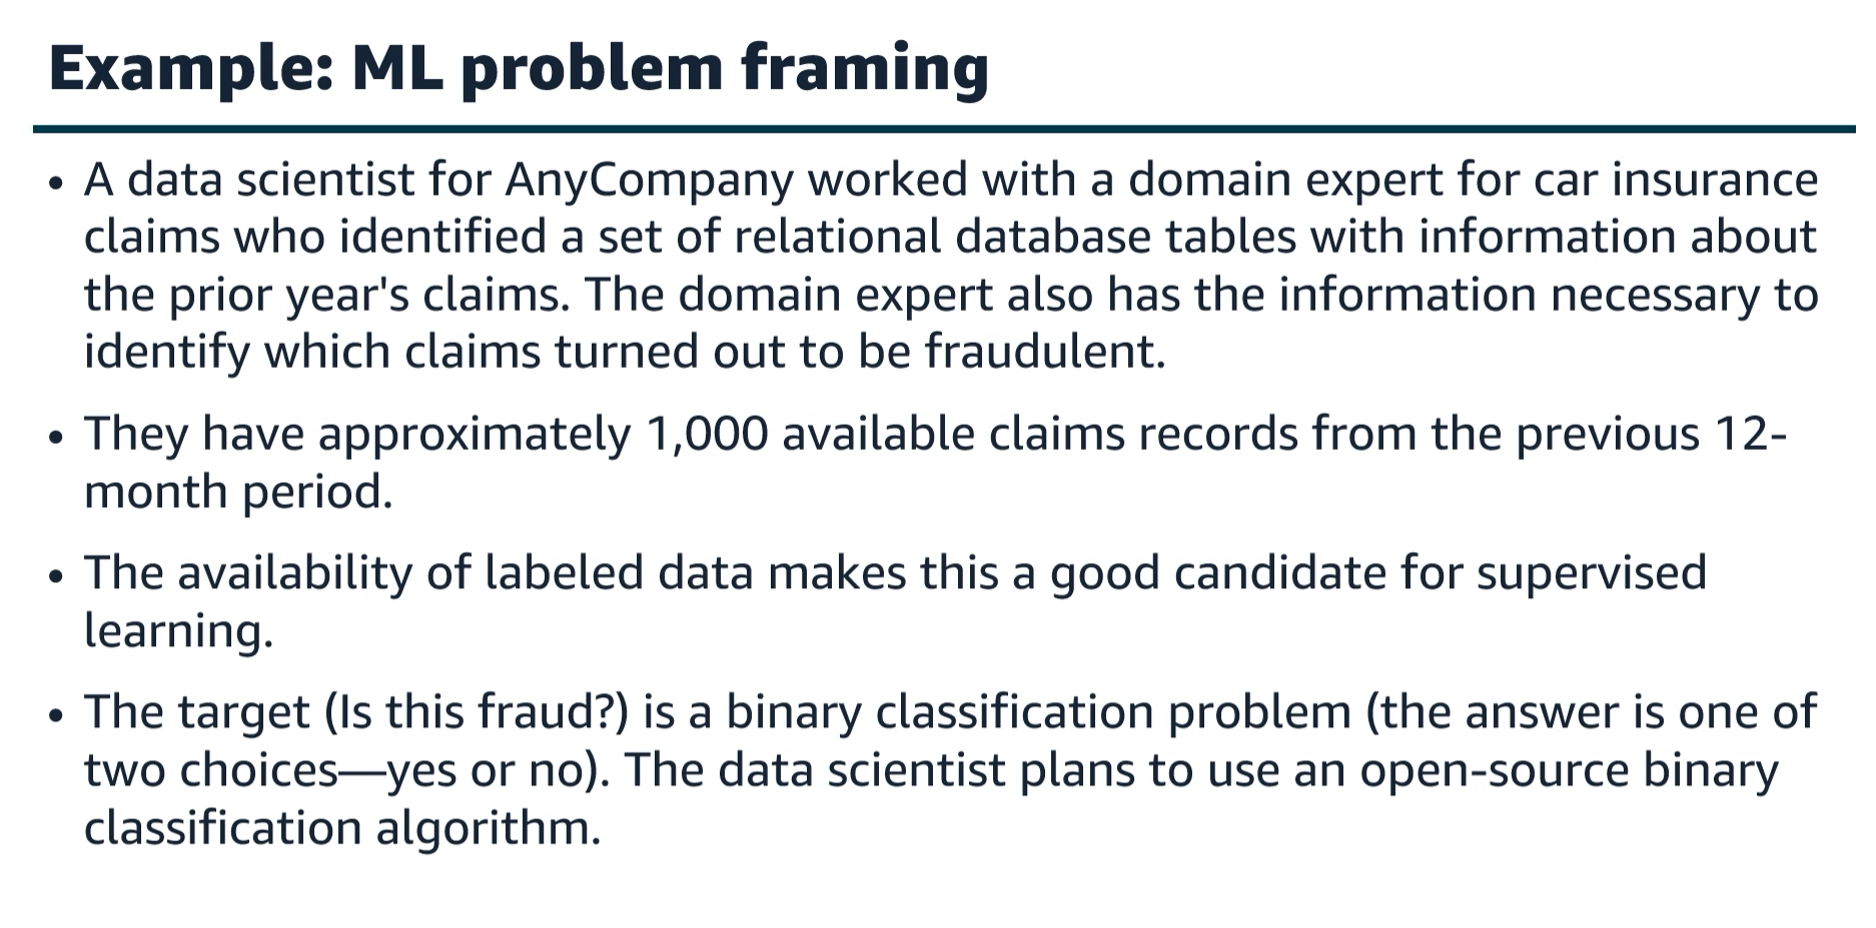 Example: ML problem framing
• A data scientist for AnyCompany worked with a domain expert for car insurance
claims who identified a set of relational database tables with information about
the prior year's claims. The domain expert also has the information necessary to
identify which claims turned out to be fraudulent.
• They have approximately 1,000 available claims records from the previous 12-
month period.
• The availability of labeled data makes this a good candidate for supervised
learning.
• The target (Is this fraud?) is a binary classification problem (the answer is one of
two choices—yes or no). The data scientist plans to use an open-source binary
classification algorithm.